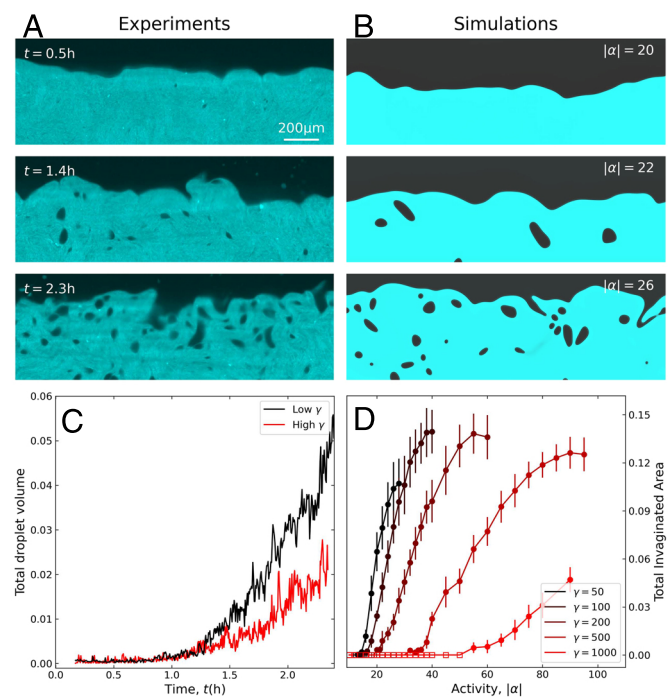 A
Experiments
B
Simulations
t = 0.5h
200μm
|α| = 20
t = 1.4h
|α| = 22
t = 2.3h
|α| = 26
C
Low γ
High γ
Total droplet volume
0.06
0.05
0.04
0.03
0.02
0.01
0.00
0.0 0.5 1.0 1.5 2.0
Time, t(h)
D
γ = 50
γ = 100
γ = 200
γ = 500
γ = 1000
0.15
0.12
0.09
0.06
0.03
0.00
Total Invaginated Area
20 40 60 80 100
Activity, |α|